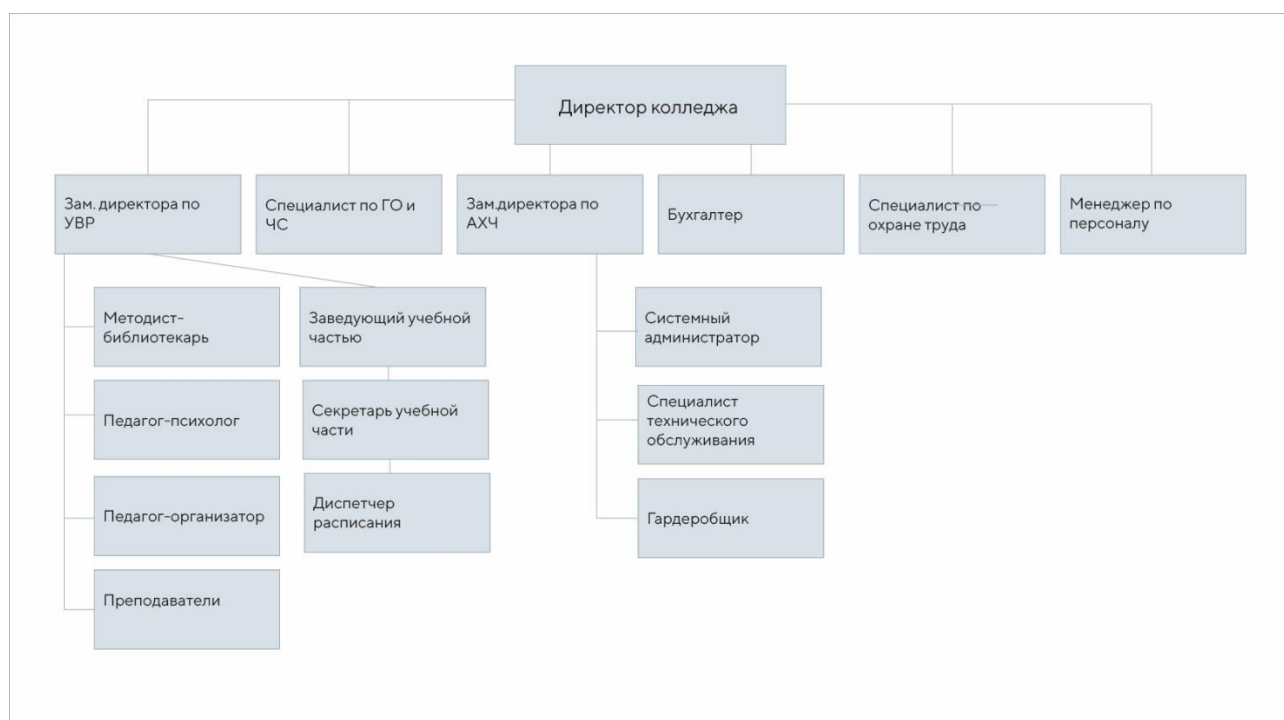 Директор колледжа
Зам. директора по
УВР
Специалист по ГО и
ЧС
Зам.директора по
АХЧ
Бухгалтер
Специалист по
охране труда
Менеджер по
персоналу
Методист-
библиотекарь
Заведующий учебной
частью
Системный
администратор
Педагог-психолог
Секретарь учебной
части
Специалист
технического
обслуживания
Педагог-организатор
Диспетчер
расписания
Гардеробщик
Преподаватели